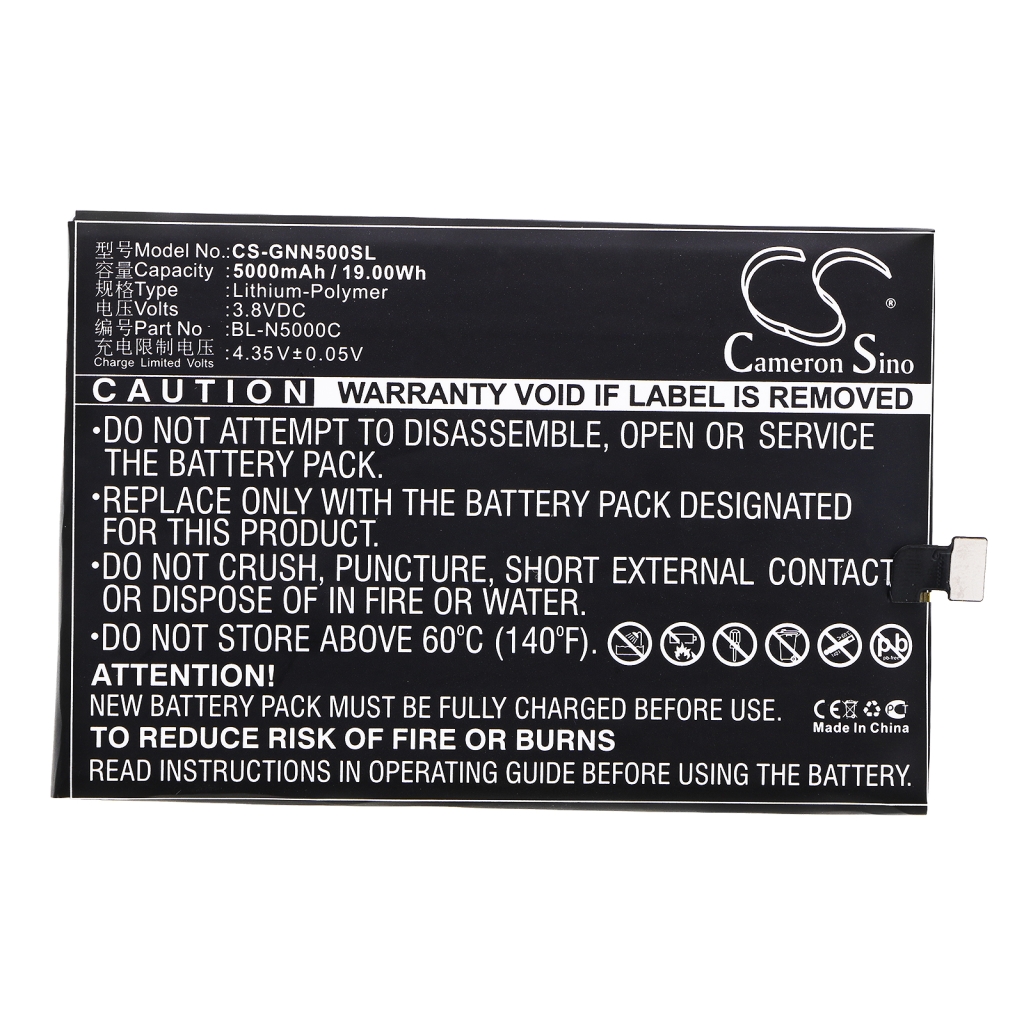 型号Model No.:CS-GNN500SL
容量Capacity :5000mAh / 19.00Wh
规格Type :Lithium-Polymer
电压Volts :3.8VDC
编号Part No :BL-N5000C
充电限制电压 :4.35V±0.05V
Charge Limited Volts
CS®
Cameron Sino
CAUTION WARRANTY VOID IF LABEL IS REMOVED
•DO NOT ATTEMPT TO DISASSEMBLE, OPEN OR SERVICE
THE BATTERY PACK.
•REPLACE ONLY WITH THE BATTERY PACK DESIGNATED
FOR THIS PRODUCT.
•DO NOT CRUSH, PUNCTURE, SHORT EXTERNAL CONTACT
OR DISPOSE OF IN FIRE OR WATER.
•DO NOT STORE ABOVE 60°C (140°F).
pb
pb-free
ATTENTION!
NEW BATTERY PACK MUST BE FULLY CHARGED BEFORE USE.
CE
Made In China
TO REDUCE RISK OF FIRE OR BURNS
READ INSTRUCTIONS IN OPERATING GUIDE BEFORE USING THE BATTERY.